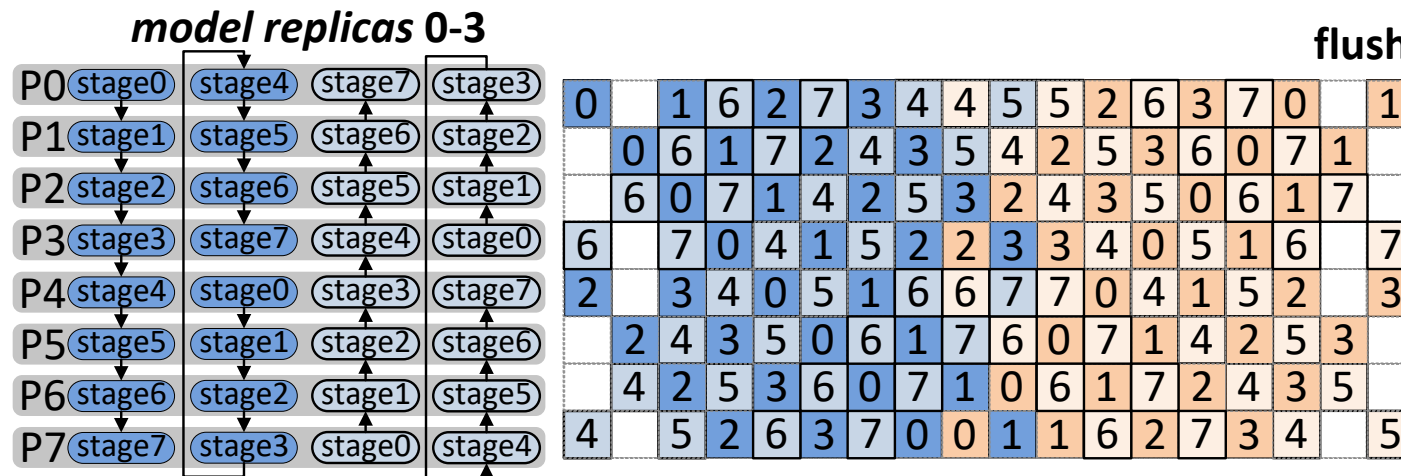 model replicas 0-3
flush
P0 stage0 stage4 stage7 stage3 0 1 6 2 7 3 4 4 5 5 2 6 3 7 0 1
P1 stage1 stage5 stage6 stage2 0 6 1 7 2 4 3 5 4 2 5 3 6 0 7 1
P2 stage2 stage6 stage5 stage1 6 0 7 1 4 2 5 3 2 4 3 5 0 6 1 7
P3 stage3 stage7 stage4 stage0 6 7 0 4 1 5 2 2 3 3 4 0 5 1 6 7
P4 stage4 stage0 stage3 stage7 2 3 4 0 5 1 6 6 7 7 0 4 1 5 2 3
P5 stage5 stage1 stage2 stage6 2 4 3 5 0 6 1 7 6 0 7 1 4 2 5 3
P6 stage6 stage2 stage1 stage5 4 2 5 3 6 0 7 1 0 6 1 7 2 4 3 5
P7 stage7 stage3 stage0 stage4 4 5 2 6 3 7 0 0 1 1 6 2 7 3 4 5